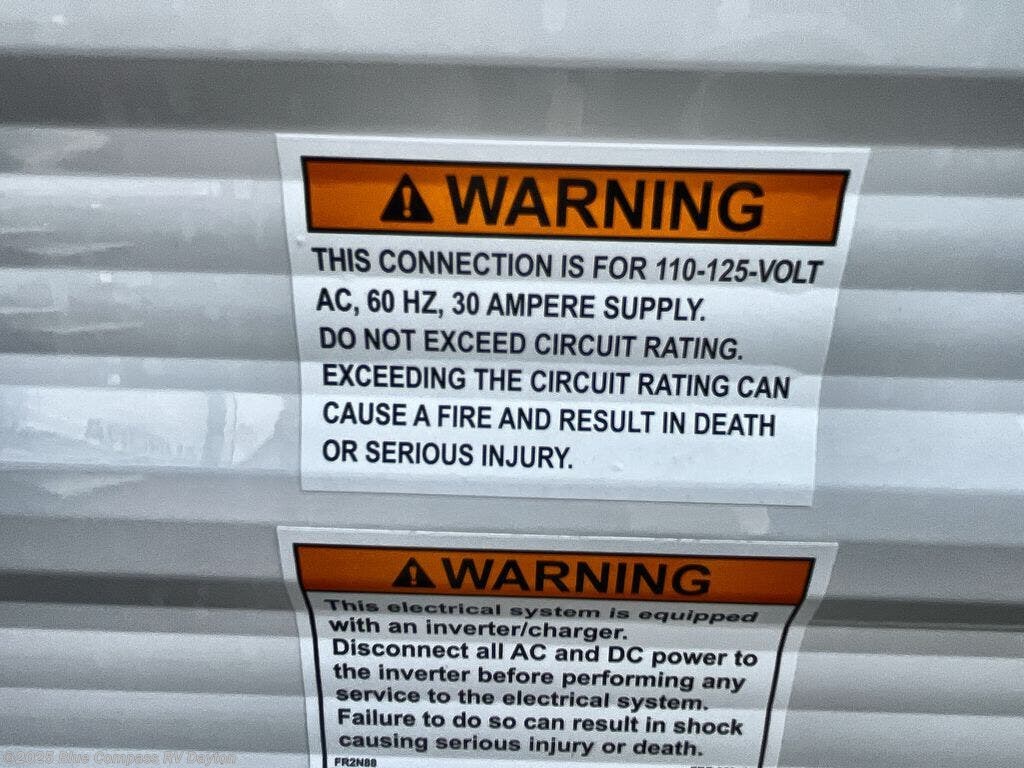 WARNING
THIS CONNECTION IS FOR 110-125-VOLT
AC, 60 HZ, 30 AMPERE SUPPLY.
DO NOT EXCEED CIRCUIT RATING.
EXCEEDING THE CIRCUIT RATING CAN
CAUSE A FIRE AND RESULT IN DEATH
OR SERIOUS INJURY.
WARNING
This electrical system is equipped
with an inverter/charger.
Disconnect all AC and DC power to
the inverter before performing any
service to the electrical system.
Failure to do so can result in shock
causing serious injury or death.
FR2N88
©2025 Blue Compass RV Dayton